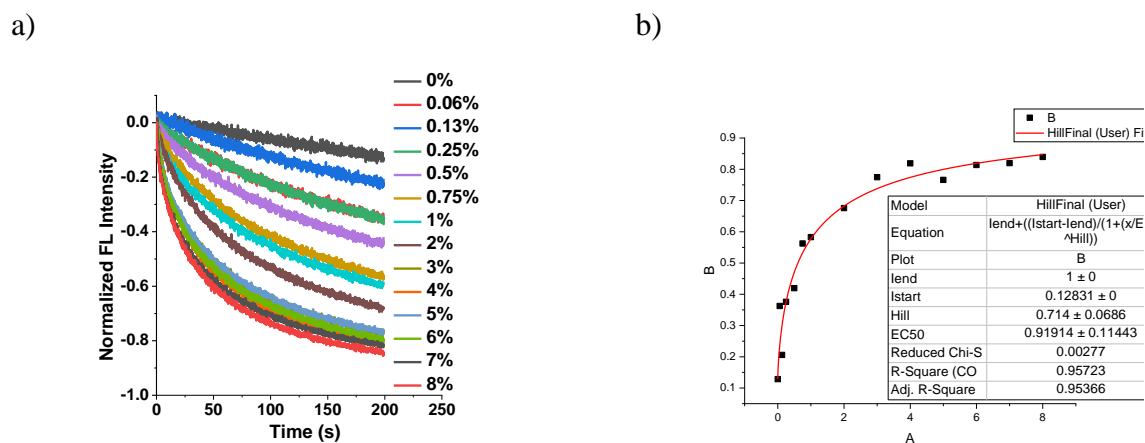 a)
b)
0%
0.06%
0.13%
0.25%
0.5%
0.75%
1%
2%
3%
4%
5%
6%
7%
8%
0.0
-0.2
-0.4
-0.6
-0.8
-1.0
0 50 100 150 200 250
Normalized FL Intensity
Time (s)
B
HillFinal (User) Fi
0.9
0.8
0.7
0.6
0.5
0.4
0.3
0.2
0.1
0 2 4 6 8
B
A
Model HillFinal (User)
Equation Iend+((Istart-Iend)/(1+(x/E
^Hill))
Plot B
Iend 1 ± 0
Istart 0.12831 ± 0
Hill 0.714 ± 0.0686
EC50 0.91914 ± 0.11443
Reduced Chi-S 0.00277
R-Square (CO 0.95723
Adj. R-Square 0.95366